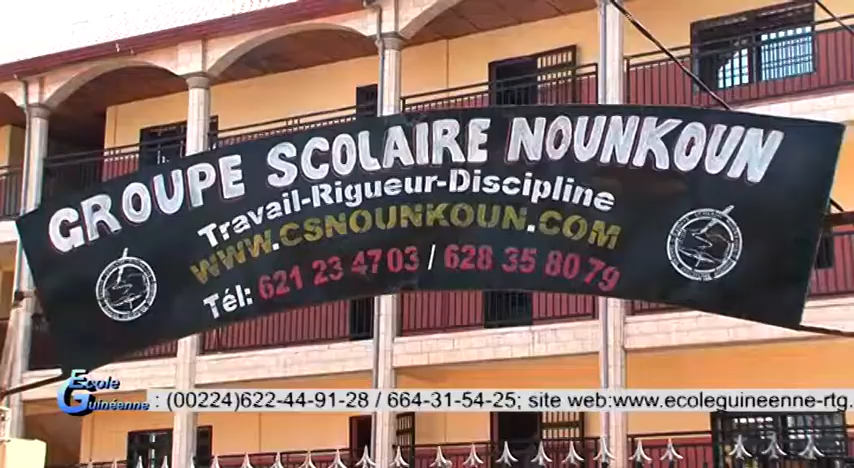 GROUPE SCOLAIRE NOUNKOUN
Travail-Rigueur-Discipline
WWW.CSNOUNKOUN.COM
Tél: 621 23 47 03 / 628 35 80 79
Ecole
Guinéenne : (00224)622-44-91-28 / 664-31-54-25; site web:www.ecoleguineenne-rtg.